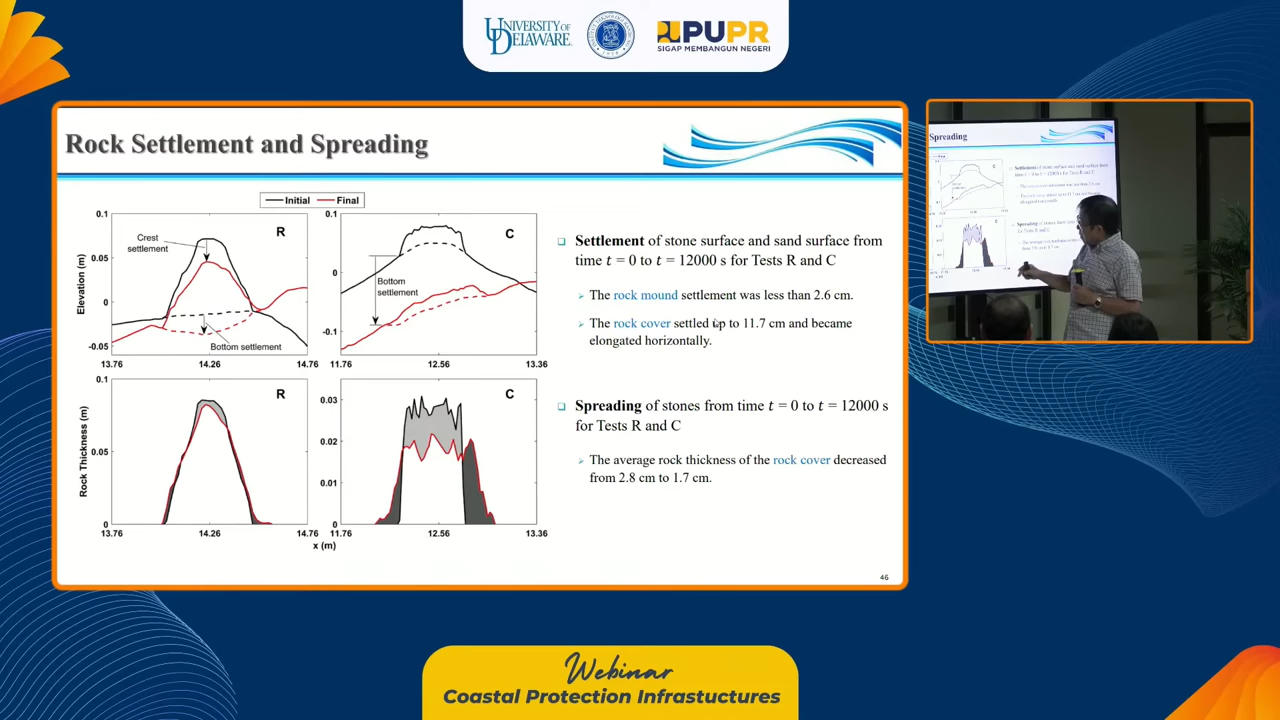 UNIVERSITY OF
DELAWARE
PUPR
SIGAP MEMBANGUN NEGERI
Rock Settlement and Spreading
Initial Final
0.1
0.05
0
-0.05
Elevation (m)
R
Crest
settlement
Bottom settlement
13.76 14.26 14.76
0.1
0
-0.1
C
Bottom
settlement
11.76 12.56 13.36
0.1
0.05
0
Rock Thickness (m)
R
13.76 14.26 14.76
0.03
0.02
0.01
0
C
11.76 12.56 13.36
x (m)
Settlement of stone surface and sand surface from
time t = 0 to t = 12000 s for Tests R and C
The rock mound settlement was less than 2.6 cm.
The rock cover settled up to 11.7 cm and became
elongated horizontally.
Spreading of stones from time t = 0 to t = 12000 s
for Tests R and C
The average rock thickness of the rock cover decreased
from 2.8 cm to 1.7 cm.
46
Spreading
Webinar
Coastal Protection Infrastuctures